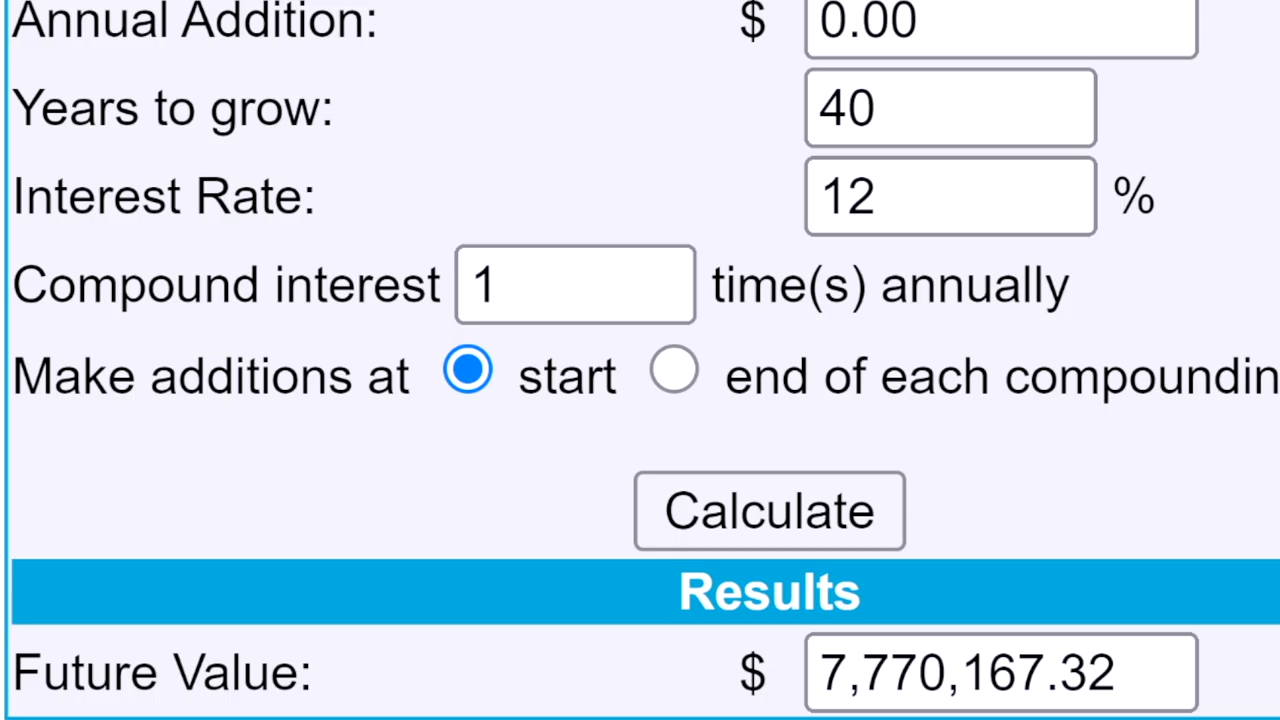 Annual Addition: $ 0.00
Years to grow: 40
Interest Rate: 12 %
Compound interest 1 time(s) annually
Make additions at start end of each compoundin
Calculate
Results
Future Value: $ 7,770,167.32